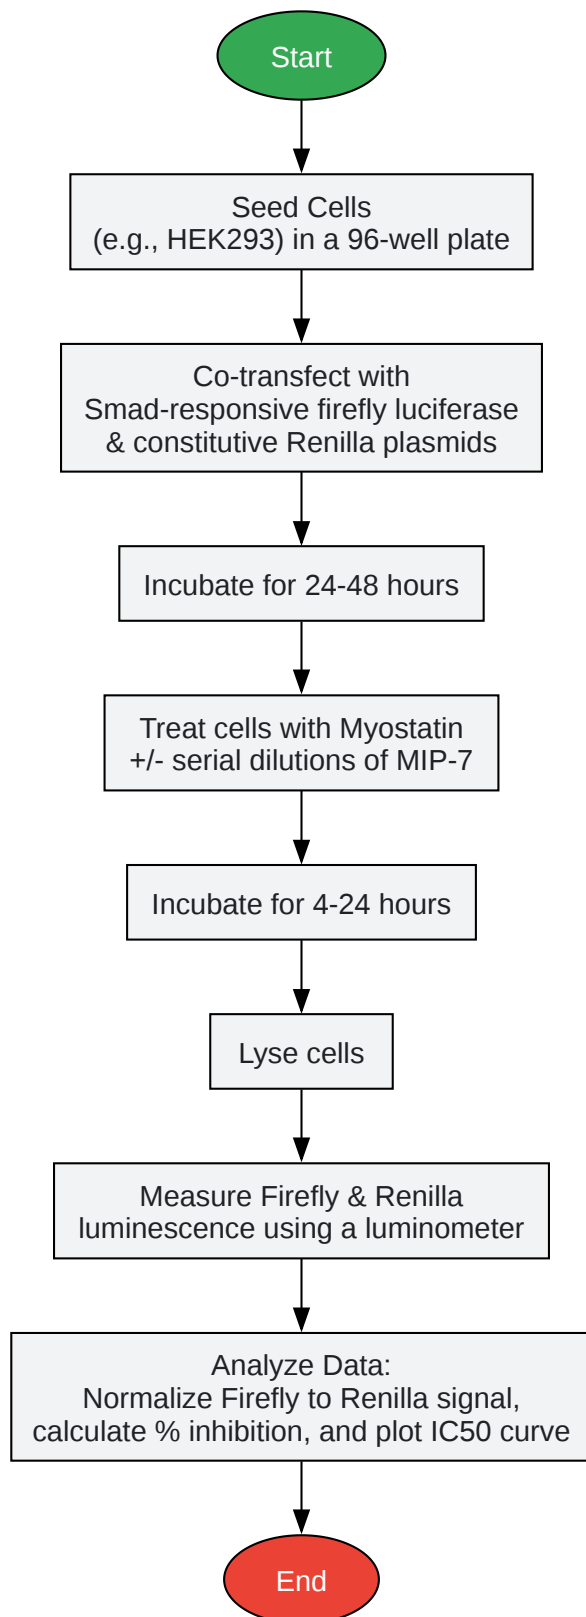 Start
Seed Cells
(e.g., HEK293) in a 96-well plate
Co-transfect with
Smad-responsive firefly luciferase
& constitutive Renilla plasmids
Incubate for 24-48 hours
Treat cells with Myostatin
+/- serial dilutions of MIP-7
Incubate for 4-24 hours
Lyse cells
Measure Firefly & Renilla
luminescence using a luminometer
Analyze Data:
Normalize Firefly to Renilla signal,
calculate % inhibition, and plot IC50 curve
End